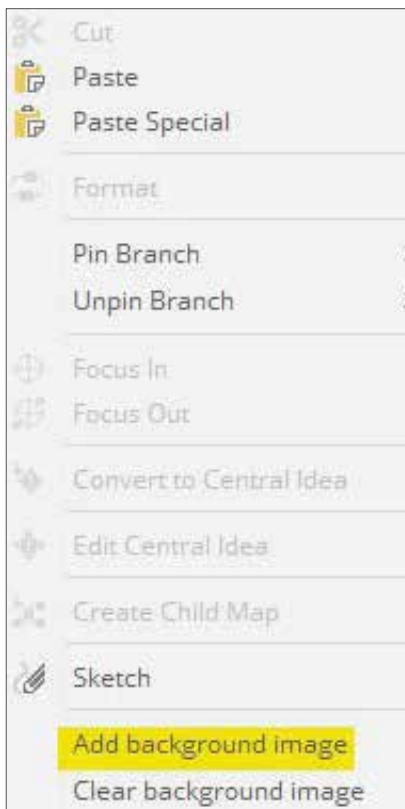 Cut
Paste
Paste Special
Format
Pin Branch
Unpin Branch
Focus In
Focus Out
Convert to Central Idea
Edit Central Idea
Create Child Map
Sketch
Add background image
Clear background image